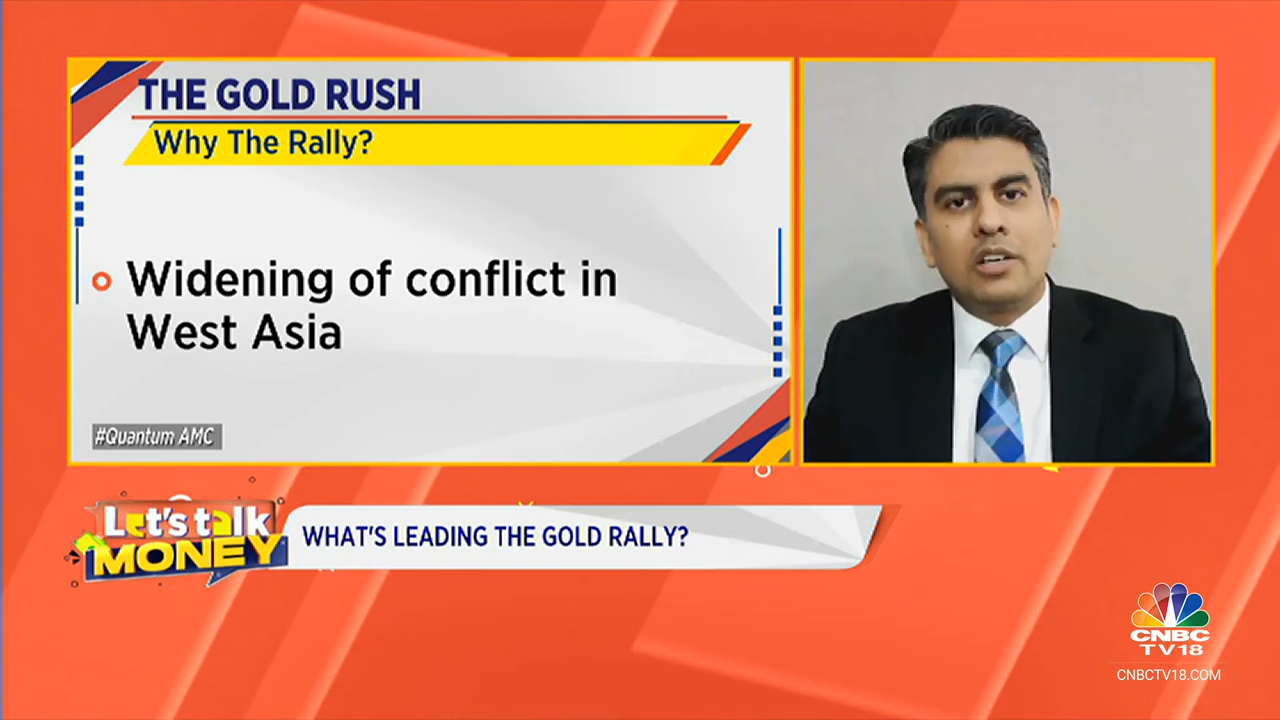 THE GOLD RUSH
Why The Rally?
Widening of conflict in
West Asia
#Quantum AMC
Let's talk
MONEY
WHAT'S LEADING THE GOLD RALLY?
CNBC
TV18
CNBCTV18.COM